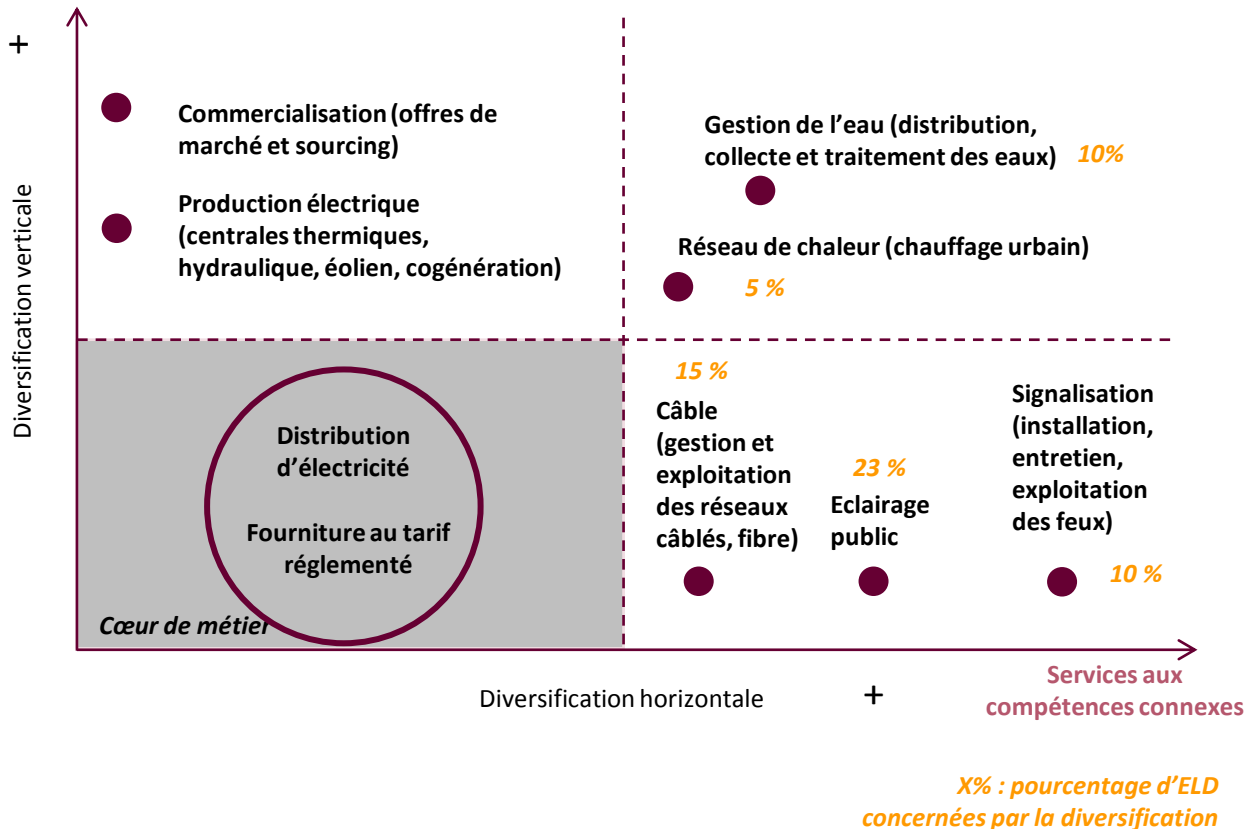 +
Diversification verticale
Commercialisation (offres de
marché et sourcing)
Production électrique
(centrales thermiques,
hydraulique, éolien, cogénération)
Gestion de l’eau (distribution,
collecte et traitement des eaux)
10%
Réseau de chaleur (chauffage urbain)
5 %
Distribution
d’électricité
Fourniture au tarif
réglementé
Cœur de métier
15 %
Câble
(gestion et
exploitation
des réseaux
câblés, fibre)
23 %
Eclairage
public
Signalisation
(installation,
entretien,
exploitation
des feux)
10 %
Diversification horizontale
+
Services aux
compétences connexes
X% : pourcentage d’ELD
concernées par la diversification